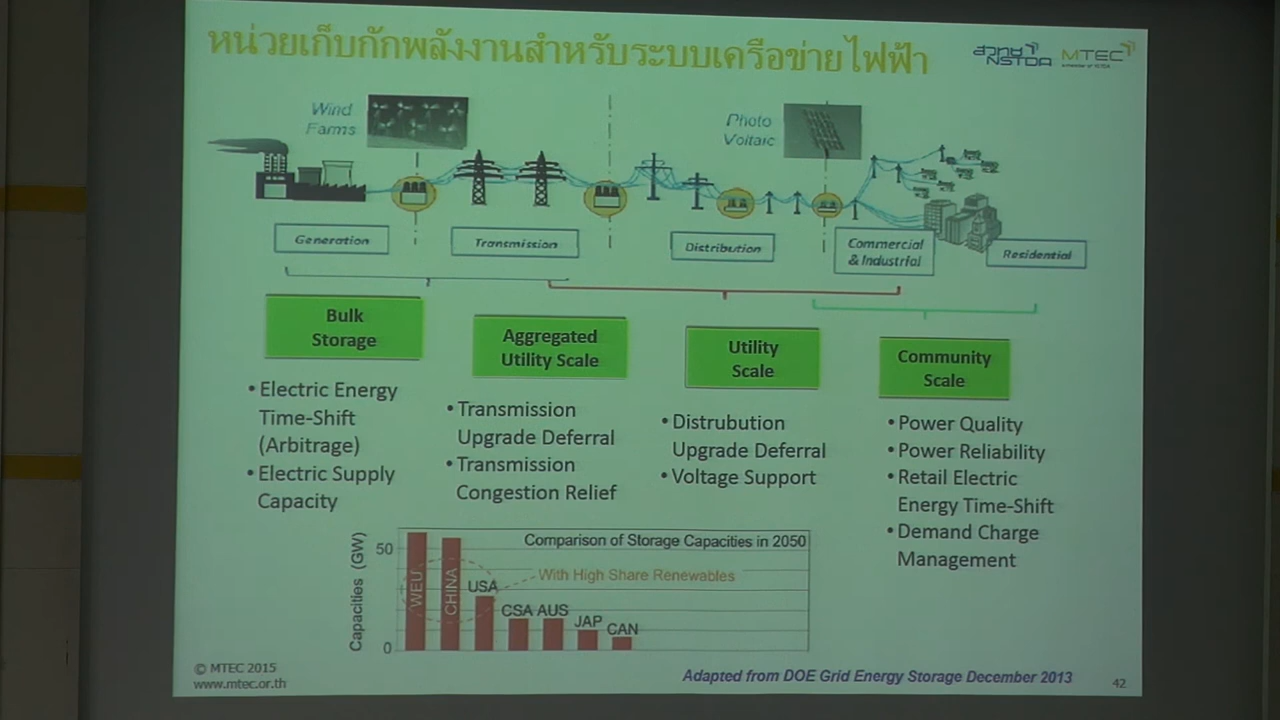 หน่วยเก็บกักพลังงานสำหรับระบบเครือข่ายไฟฟ้า
สวทช
NSTDA
MTEC
Wind
Farms
Photo
Voltaic
Generation
Transmission
Distribution
Commercial
& Industrial
Residential
Bulk
Storage
• Electric Energy
Time-Shift
(Arbitrage)
• Electric Supply
Capacity
Aggregated
Utility Scale
• Transmission
Upgrade Deferral
• Transmission
Congestion Relief
Utility
Scale
• Distrubution
Upgrade Deferral
• Voltage Support
Community
Scale
• Power Quality
• Power Reliability
• Retail Electric
Energy Time-Shift
• Demand Charge
Management
Comparison of Storage Capacities in 2050
With High Share Renewables
Capacities (GW)
50
0
WEU
CHINA
USA
CSA
AUS
JAP
CAN
© MTEC 2015
www.mtec.or.th
Adapted from DOE Grid Energy Storage December 2013
42